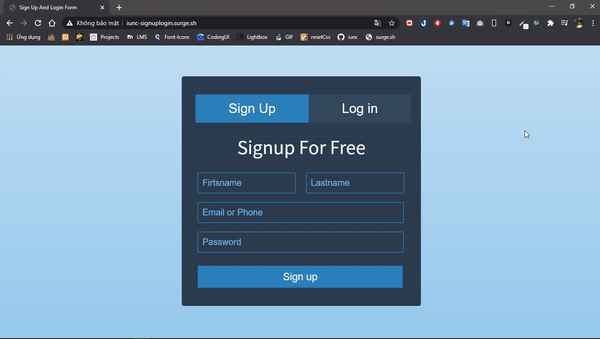 Sign Up And Login Form
Không bảo mật | iunc-signuplogin.surge.sh
Ứng dụng
Projects
LMS
Font-Icons
CodingUI
Lightbox
GIF
resetCss
iunc
surge.sh
Sign Up
Log in
Signup For Free
Firtsname
Lastname
Email or Phone
Password
Sign up